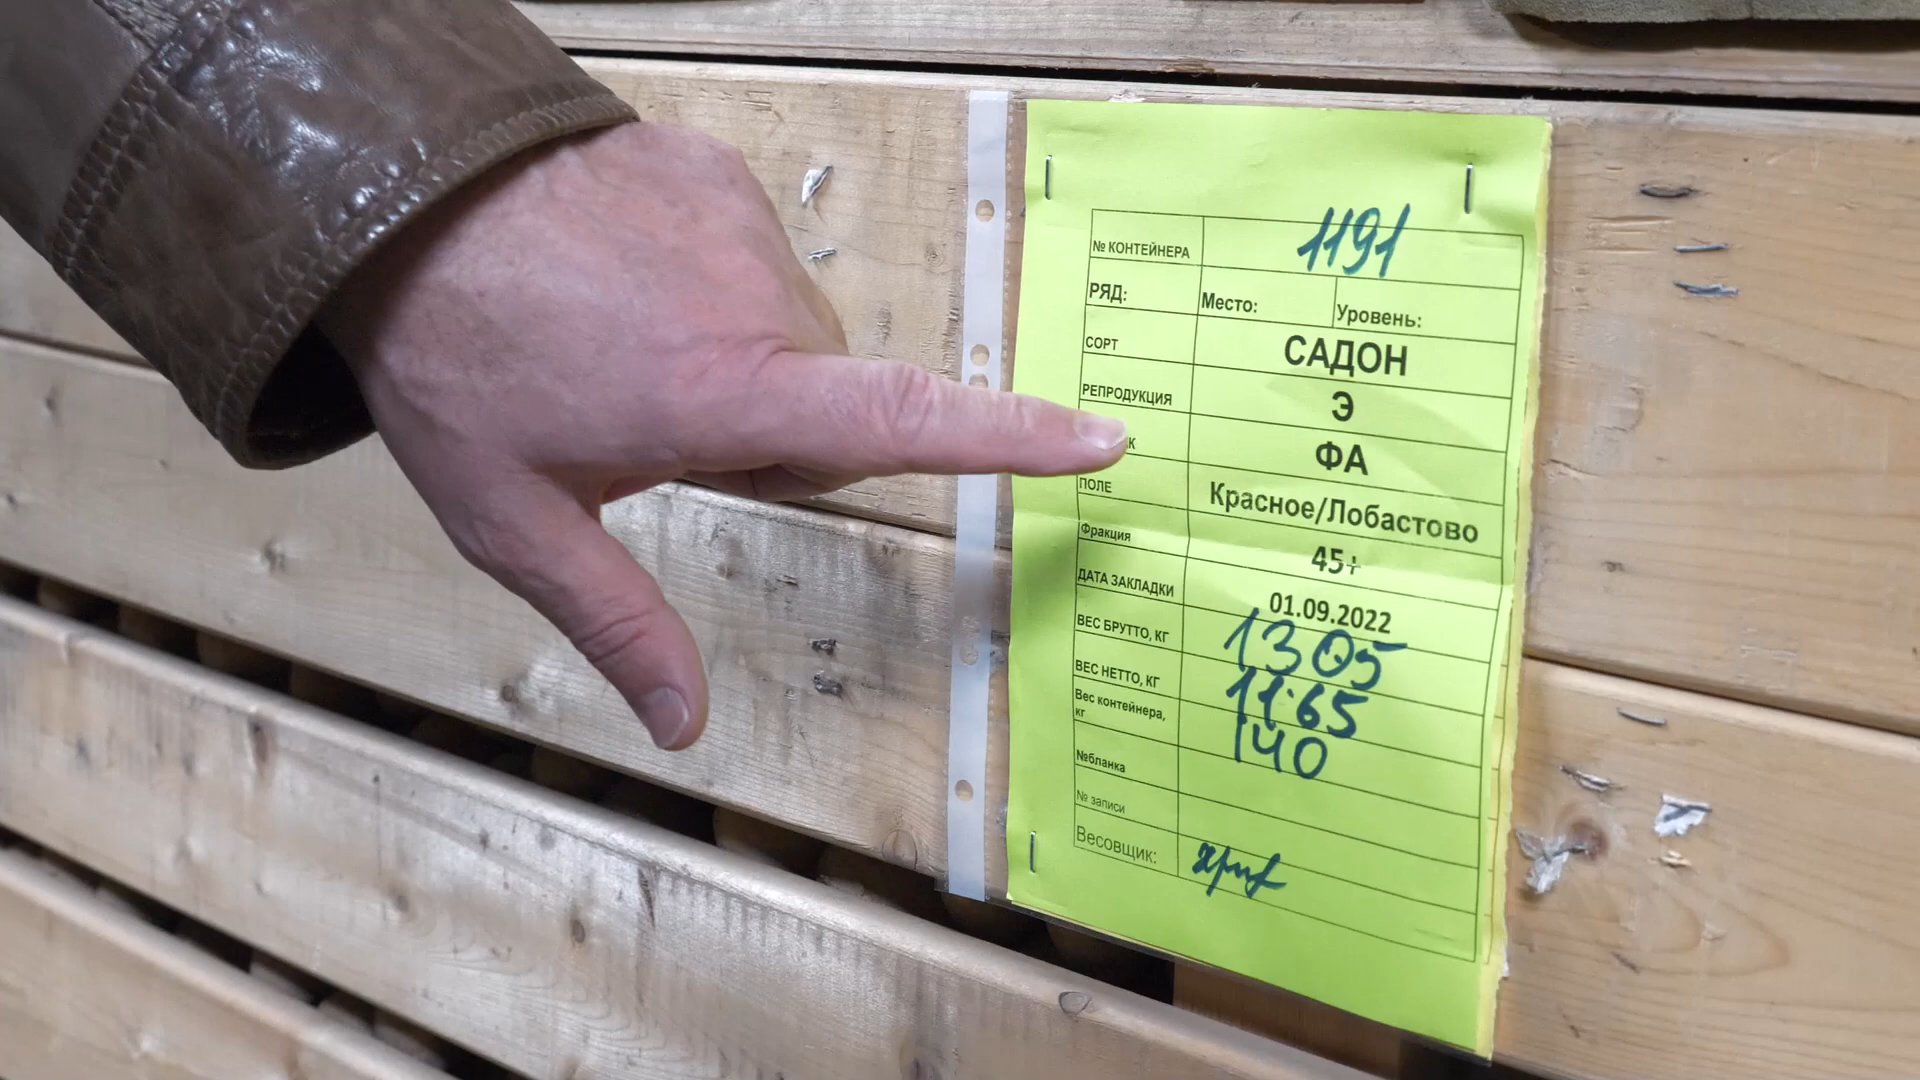 № КОНТЕЙНЕРА 1191
РЯД: Место: Уровень:
СОРТ САДОН
РЕПРОДУКЦИЯ Э
К ФА
ПОЛЕ Красное/Лобастово
Фракция 45+
ДАТА ЗАКЛАДКИ 01.09.2022
ВЕС БРУТТО, КГ 1305
ВЕС НЕТТО, КГ 1165
Вес контейнера,
кг 140
№бланка
№ записи
Весовщик: